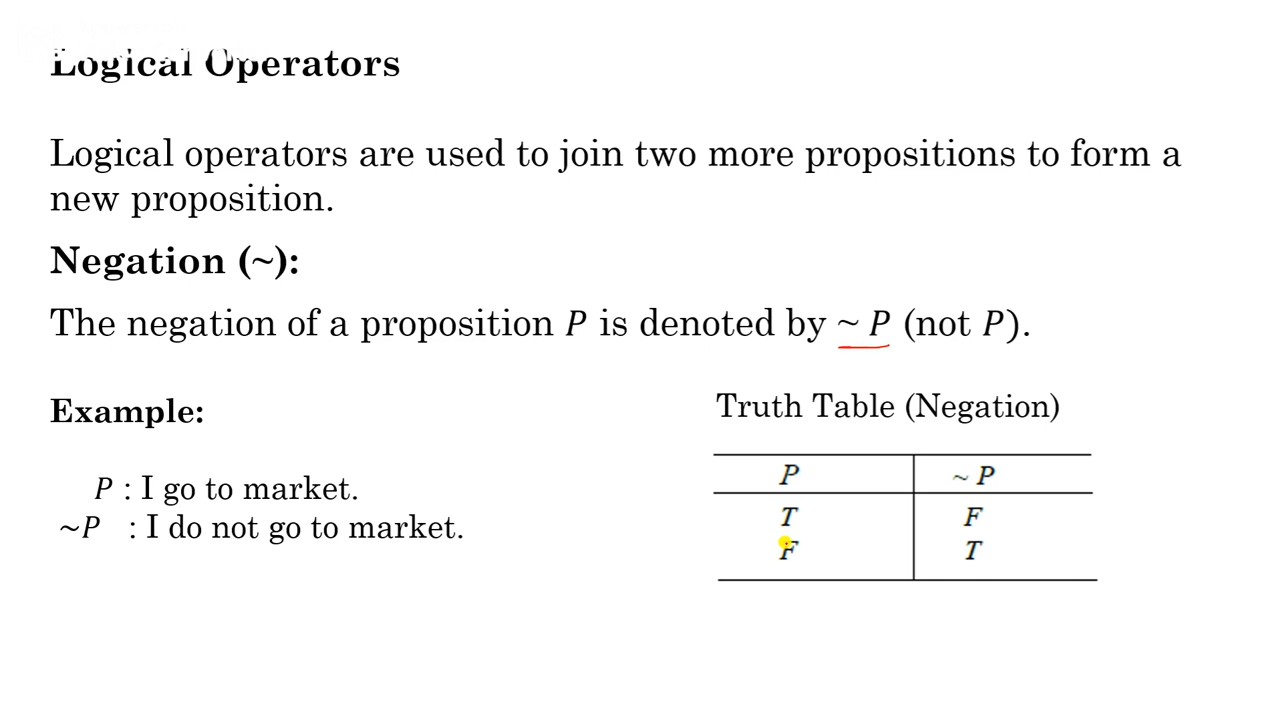 Logical Operators
Logical operators are used to join two more propositions to form a
new proposition.
Negation (~):
The negation of a proposition P is denoted by ~ P (not P).
Example:
P : I go to market.
~P : I do not go to market.
Truth Table (Negation)
P ~ P
T F
F T